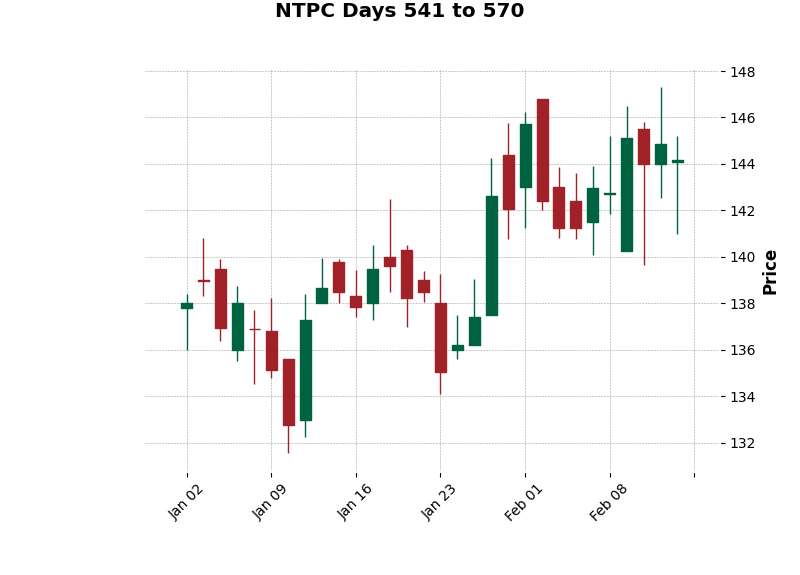 NTPC Days 541 to 570
148
146
144
142
140
138
136
134
132
Price
Jan 02
Jan 09
Jan 16
Jan 23
Feb 01
Feb 08